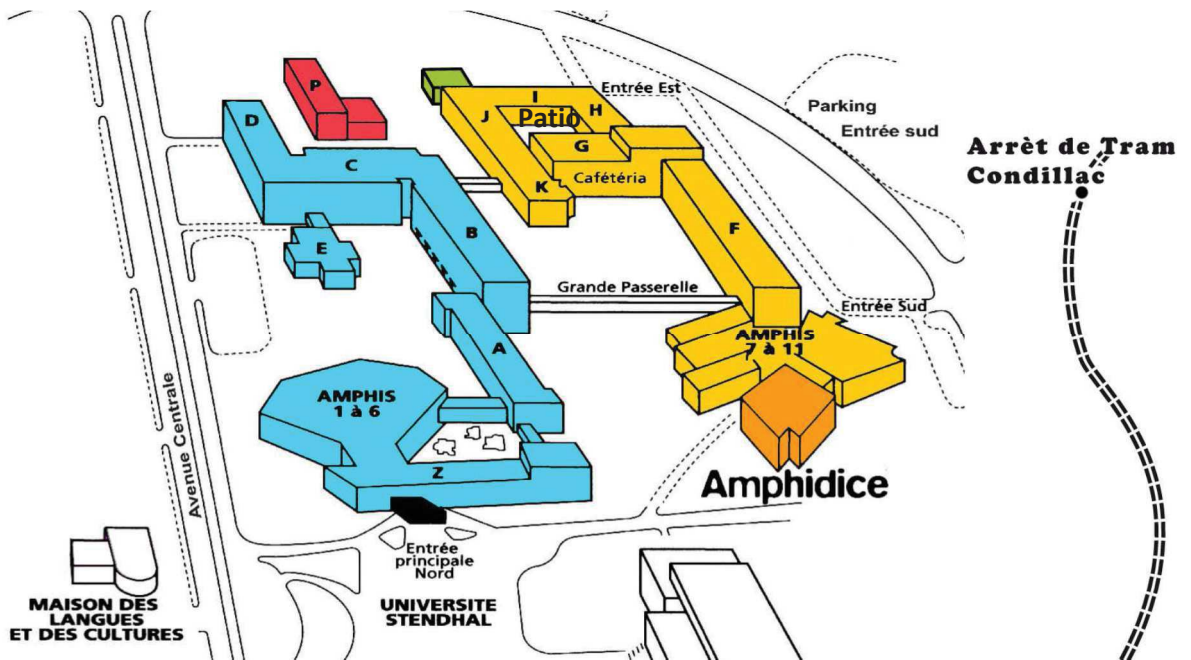 P
I
Entrée Est
D
J
H
Patio
Parking
G
Entrée sud
Arrèt de Tram
C
Cafétéria
Condillac
K
B
F
E
Grande Passerelle
Entrée Sud
A
AMPHIS
7 à 11
AMPHIS
1 à 6
Avenue Centrale
Z
Amphidice
Entrée
principale
Nord
MAISON DES
LANGUES
ET DES CULTURES
UNIVERSITE
STENDHAL